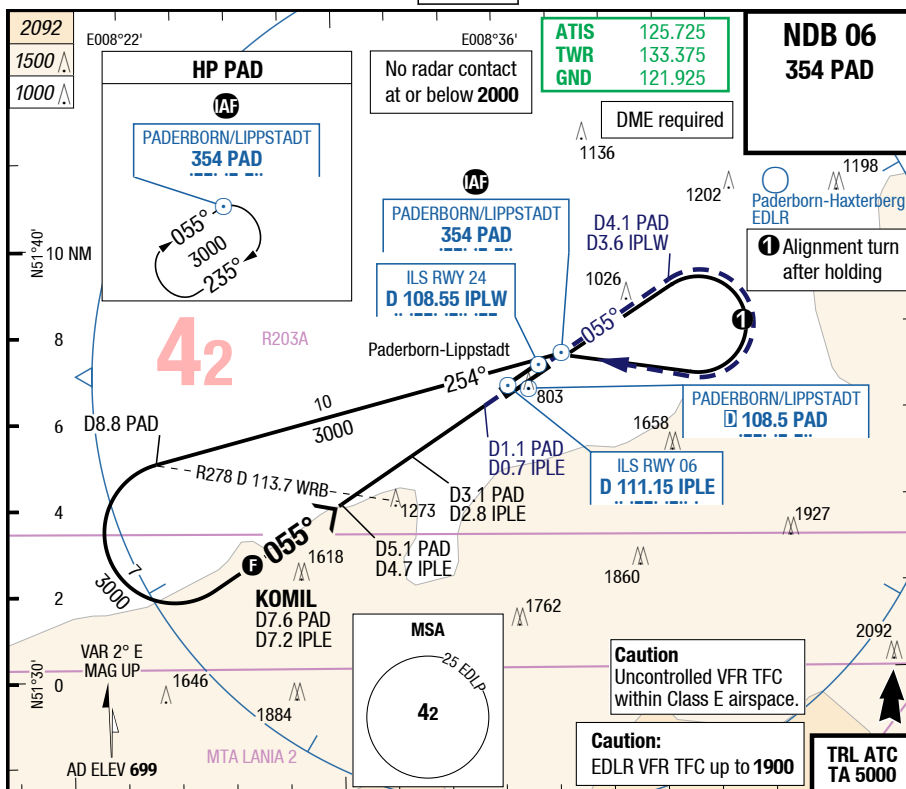 2092
1500
1000
E008°22'
E008°36'
HP PAD
IAF
PADERBORN/LIPPSTADT
354 PAD
055°
3000
235°
No radar contact
at or below 2000
ATIS 125.725
TWR 133.375
GND 121.925
DME required
NDB 06
354 PAD
1136
1202
1198
Paderborn-Haxterberg
EDLR
1 Alignment turn
after holding
IAF
PADERBORN/LIPPSTADT
354 PAD
D4.1 PAD
D3.6 IPLW
ILS RWY 24
D 108.55 IPLW
1026
055°
1
N51°40'
10 NM
8
6
4
2
0
N51°30'
42
R203A
Paderborn-Lippstadt
254°
803
10
3000
D8.8 PAD
PADERBORN/LIPPSTADT
D 108.5 PAD
1658
D1.1 PAD
D0.7 IPLE
ILS RWY 06
D 111.15 IPLE
R278 D 113.7 WRB
D3.1 PAD
D2.8 IPLE
1273
1927
D5.1 PAD
D4.7 IPLE
055°
F
1618
1860
7
3000
KOMIL
D7.6 PAD
D7.2 IPLE
1762
MSA
25 EDLP
42
2092
VAR 2° E
MAG UP
1646
1884
MTA LANIA 2
AD ELEV 699
Caution
Uncontrolled VFR TFC
within Class E airspace.
Caution:
EDLR VFR TFC up to 1900
TRL ATC
TA 5000